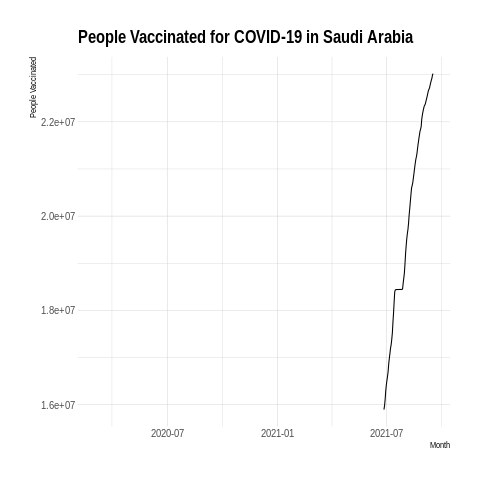 People Vaccinated for COVID-19 in Saudi Arabia
People Vaccinated
2.2e+07
2.0e+07
1.8e+07
1.6e+07
2020-07
2021-01
2021-07
Month